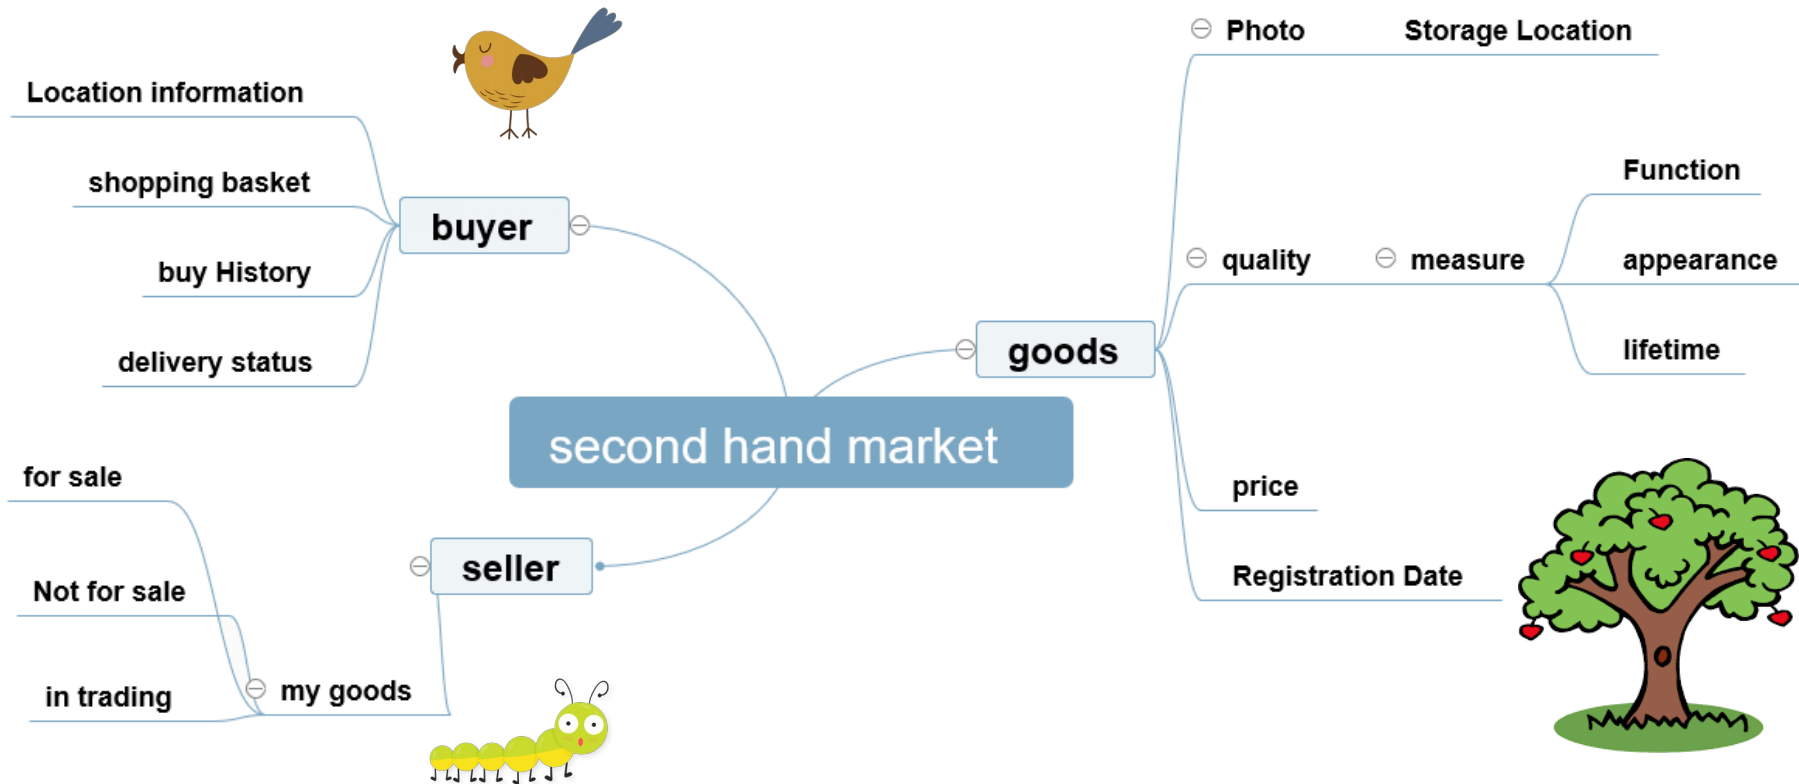 Photo
Storage Location
Location information
Function
shopping basket
buyer
quality
measure
appearance
buy History
goods
lifetime
delivery status
second hand market
for sale
price
seller
Registration Date
Not for sale
my goods
in trading